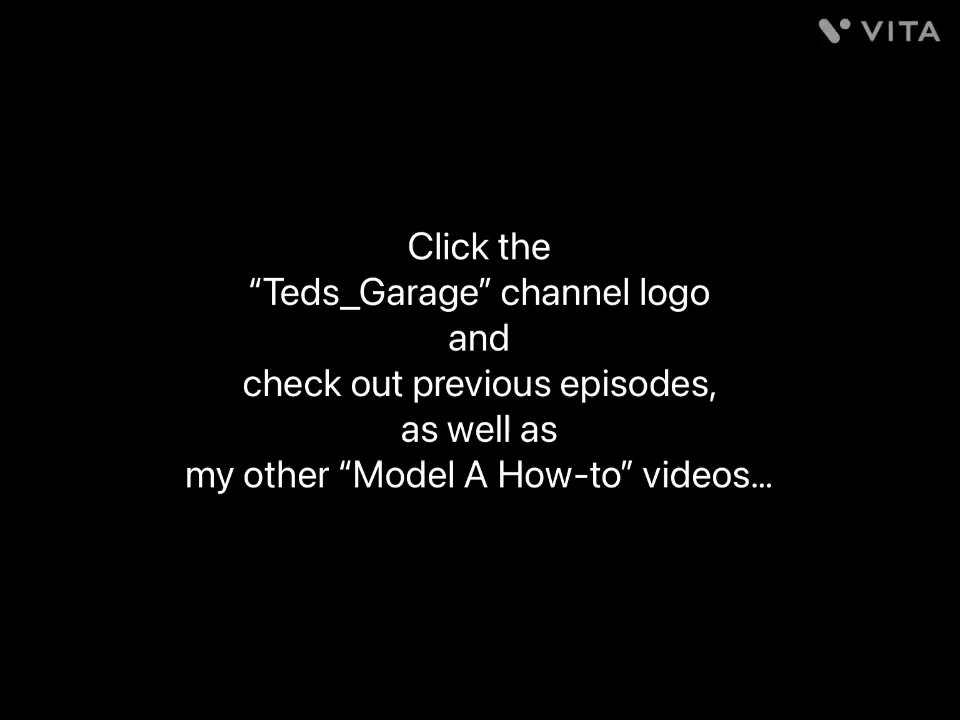 VITA
Click the
“Teds_Garage” channel logo
and
check out previous episodes,
as well as
my other “Model A How-to” videos...